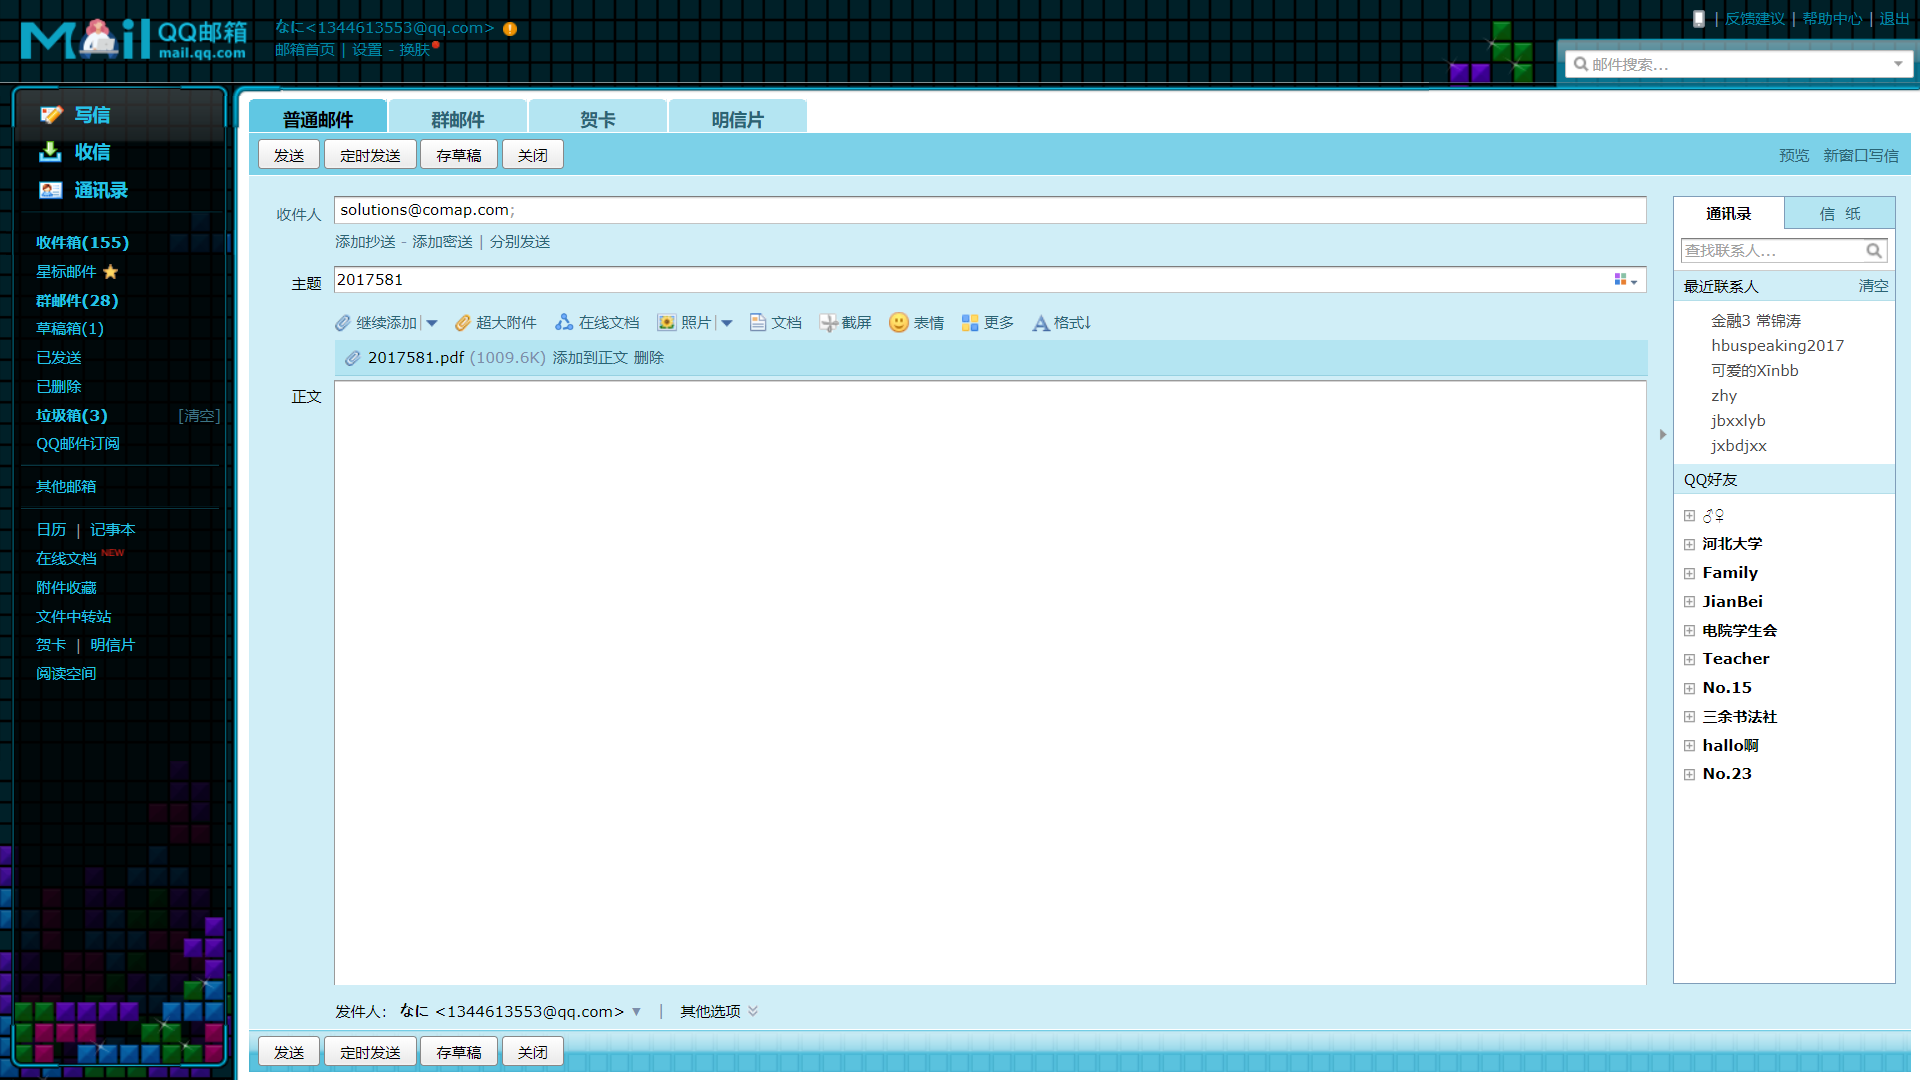 Mail QQ邮箱 mail.qq.com
なに<1344613553@qq.com>
邮箱首页 | 设置 - 换肤
| 反馈建议 | 帮助中心 | 退出
邮件搜索...
写信
收信
通讯录
收件箱(155)
星标邮件
群邮件(28)
草稿箱(1)
已发送
已删除
垃圾箱(3) [清空]
QQ邮件订阅
其他邮箱
日历 | 记事本
在线文档 NEW
附件收藏
文件中转站
贺卡 | 明信片
阅读空间
普通邮件 群邮件 贺卡 明信片
发送 定时发送 存草稿 关闭 预览 新窗口写信
收件人 solutions@comap.com;
添加抄送 - 添加密送 | 分别发送
主题 2017581
继续添加 | 超大附件 在线文档 照片 | 文档 截屏 表情 更多 格式↓
2017581.pdf (1009.6K) 添加到正文 删除
正文
发件人： なに <1344613553@qq.com> | 其他选项
发送 定时发送 存草稿 关闭
通讯录 信 纸
查找联系人...
最近联系人 清空
金融3 常锦涛
hbuspeaking2017
可爱的Xīnbb
zhy
jbxxlyb
jxbdjxx
QQ好友
♂♀
河北大学
Family
JianBei
电院学生会
Teacher
No.15
三余书法社
hallo啊
No.23